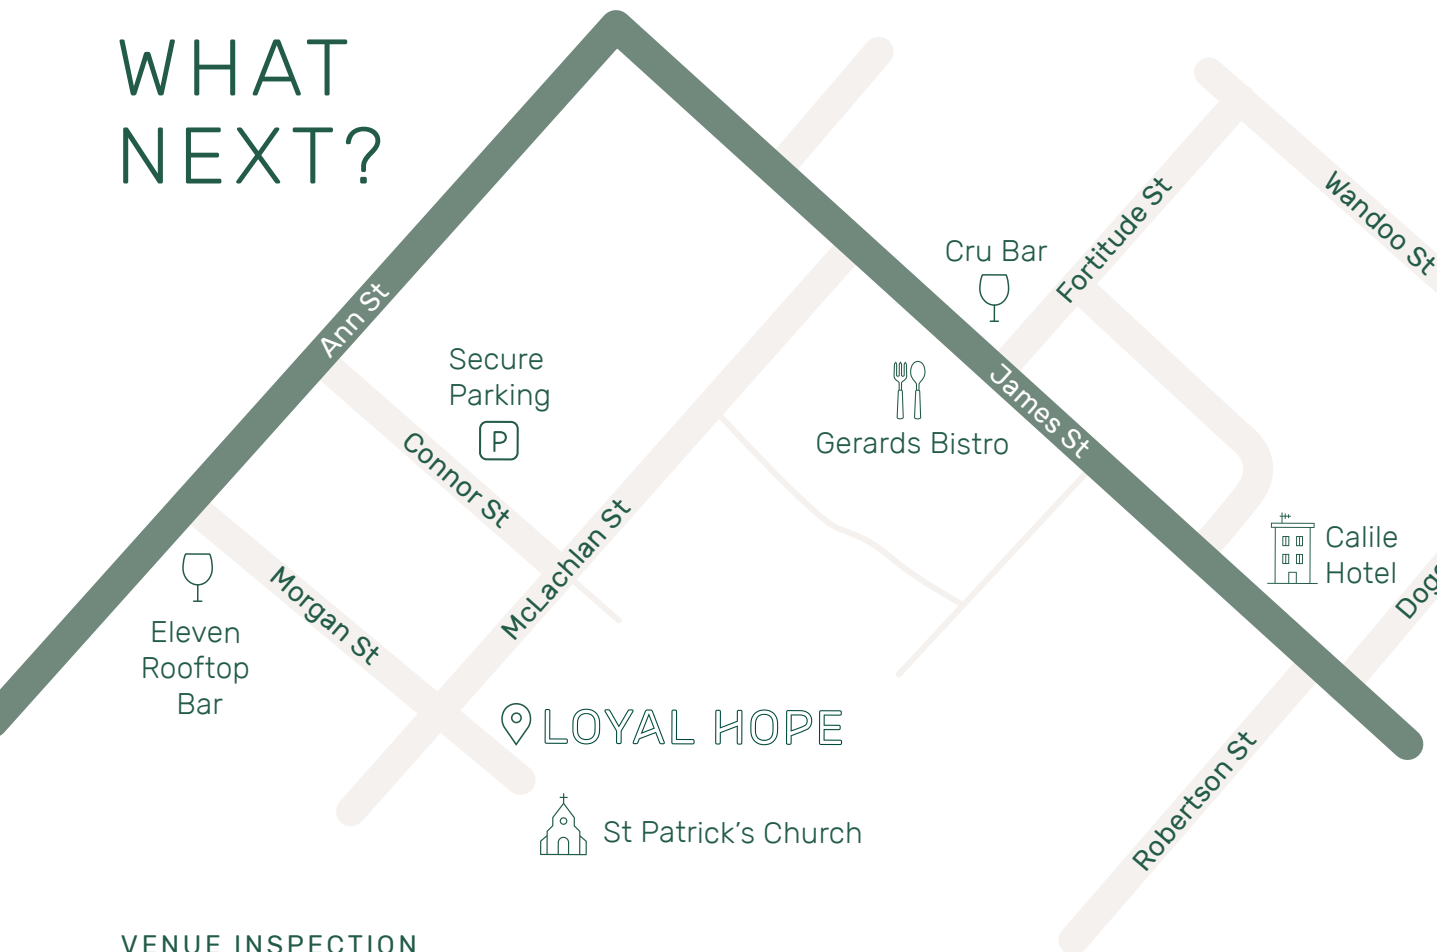 WHAT
NEXT?
Wandoo St
Fortitude St
Cru Bar
Ann St
Secure
Parking
P
James St
Connor St
Gerards Bistro
McLachlan St
Calile
Hotel
Morgan St
Eleven
Rooftop
Bar
LOYAL HOPE
Robertson St
St Patrick's Church
VENUE INSPECTION